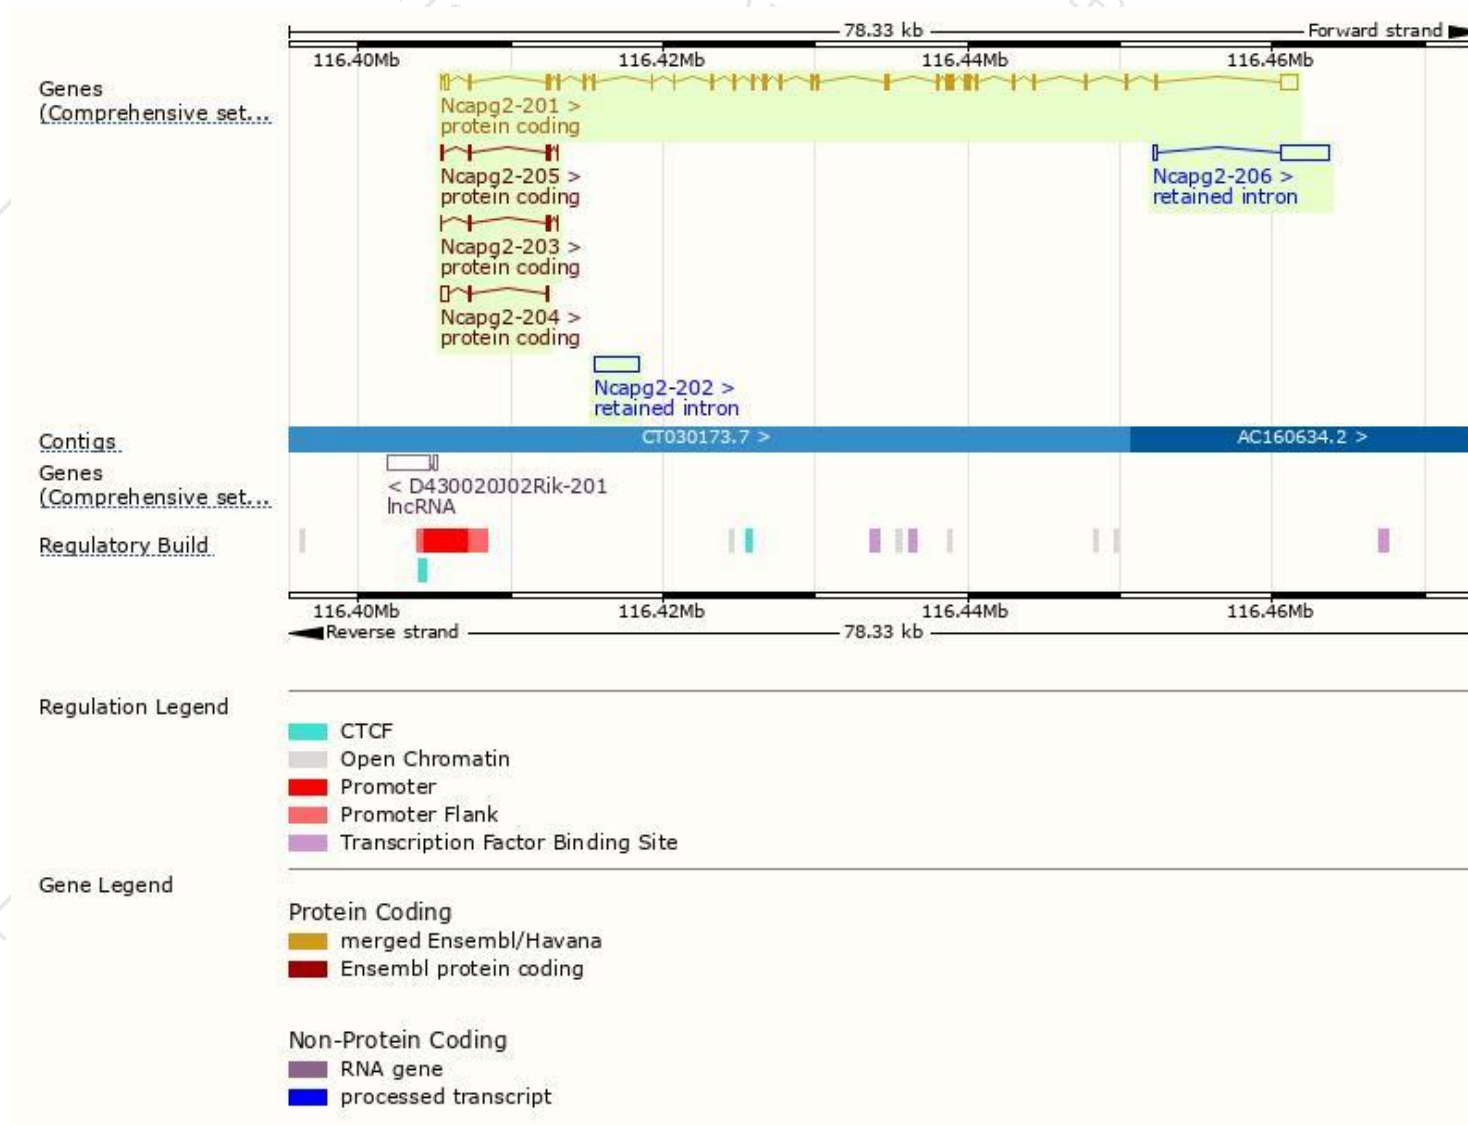 78.33 kb
Forward strand
116.40Mb 116.42Mb 116.44Mb 116.46Mb
Genes
(Comprehensive set...
Ncapg2-201 >
protein coding
Ncapg2-205 >
protein coding
Ncapg2-206 >
retained intron
Ncapg2-203 >
protein coding
Ncapg2-204 >
protein coding
Ncapg2-202 >
retained intron
Contigs
CT030173.7 >
AC160634.2 >
Genes
(Comprehensive set...
< D430020J02Rik-201
lncRNA
Regulatory Build
116.40Mb 116.42Mb 116.44Mb 116.46Mb
Reverse strand
78.33 kb
Regulation Legend
CTCF
Open Chromatin
Promoter
Promoter Flank
Transcription Factor Binding Site
Gene Legend
Protein Coding
merged Ensembl/Havana
Ensembl protein coding
Non-Protein Coding
RNA gene
processed transcript